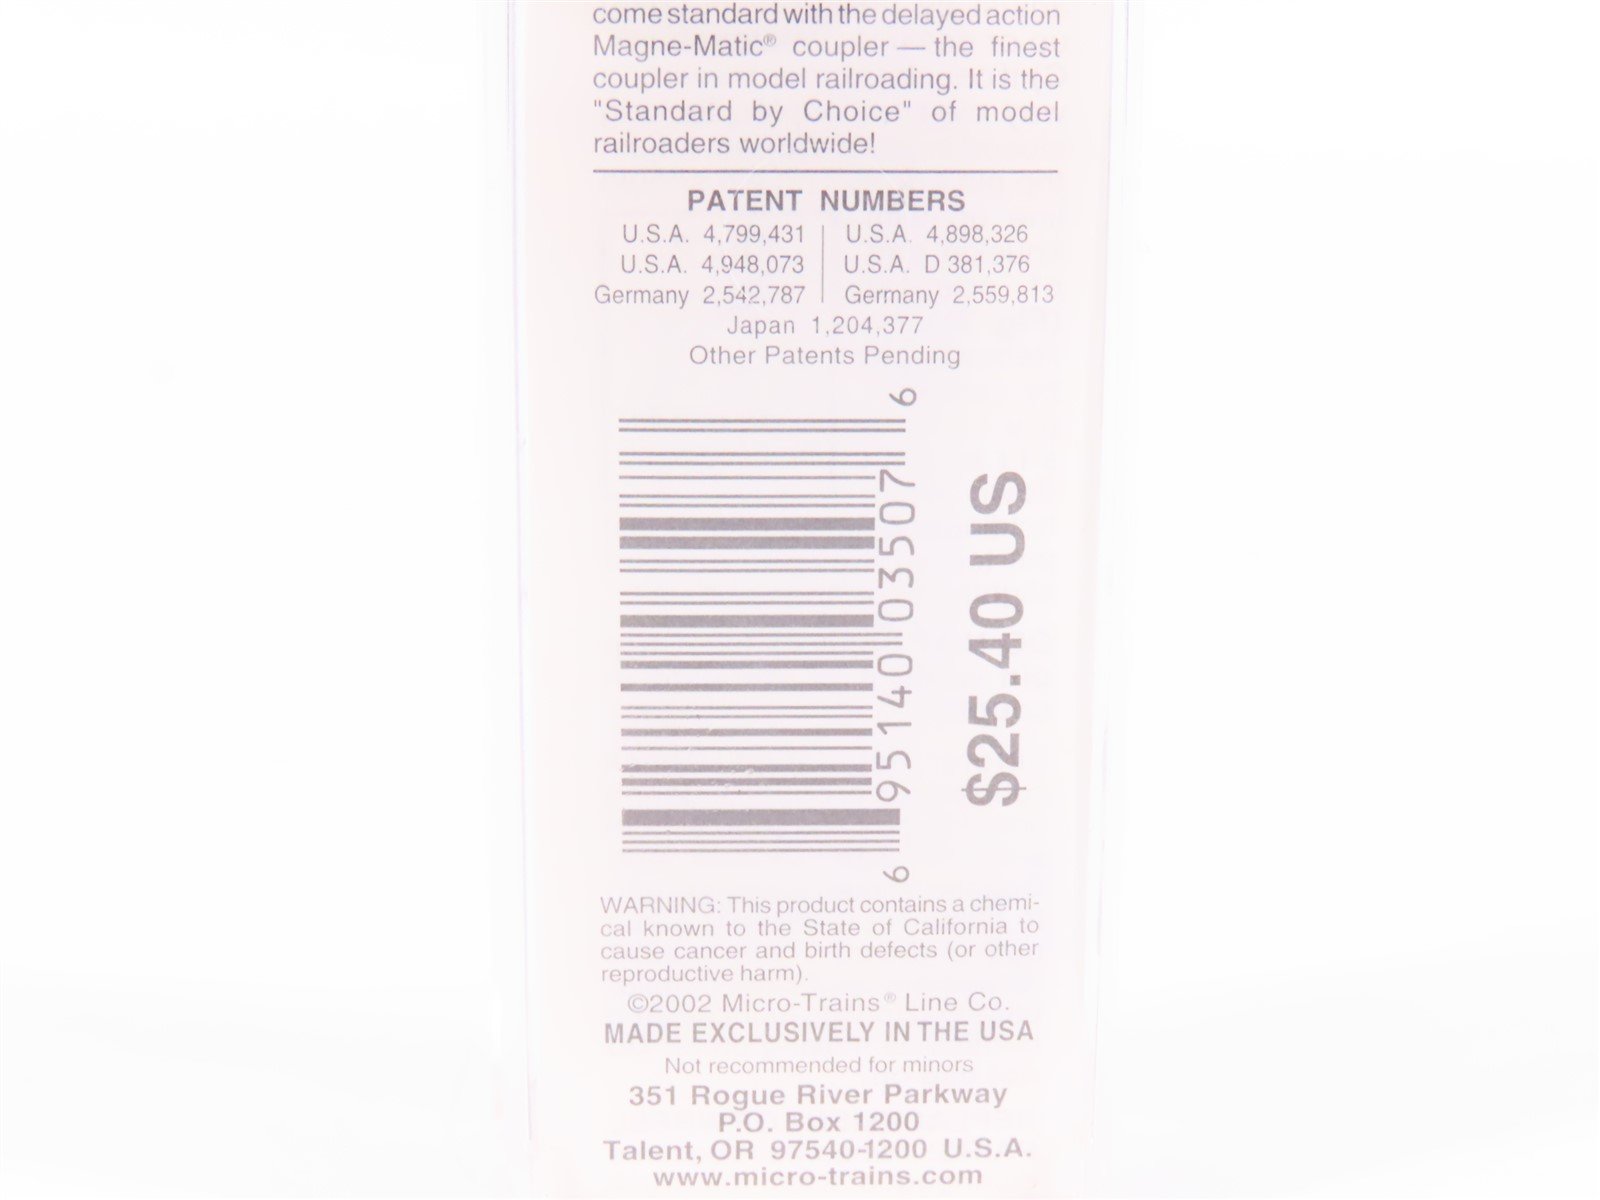 come standard with the delayed action
Magne-Matic® coupler — the finest
coupler in model railroading. It is the
"Standard by Choice" of model
railroaders worldwide!
PATENT NUMBERS
U.S.A. 4,799,431 | U.S.A. 4,898,326
U.S.A. 4,948,073 | U.S.A. D 381,376
Germany 2,542,787 | Germany 2,559,813
Japan 1,204,377
Other Patents Pending
6 95140 03507 6
$25.40 US
WARNING: This product contains a chemi-
cal known to the State of California to
cause cancer and birth defects (or other
reproductive harm).
©2002 Micro-Trains® Line Co.
MADE EXCLUSIVELY IN THE USA
Not recommended for minors
351 Rogue River Parkway
P.O. Box 1200
Talent, OR 97540-1200 U.S.A.
www.micro-trains.com